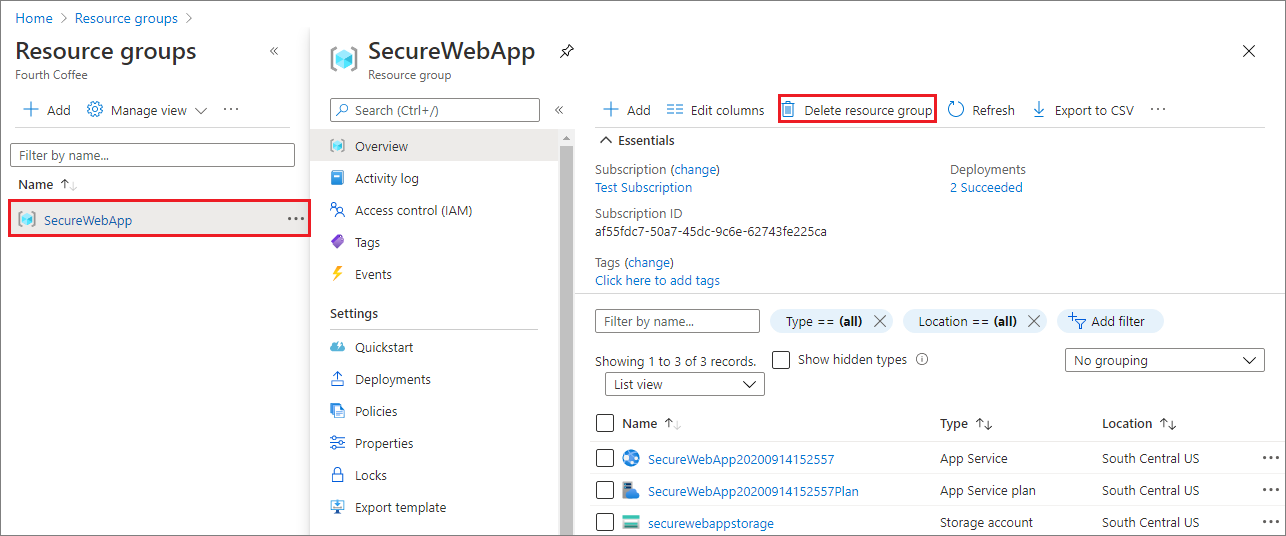 Home > Resource groups >
Resource groups «
Fourth Coffee
+ Add Manage view ···
Filter by name...
Name ↑↓
SecureWebApp ···
SecureWebApp
Resource group
Search (Ctrl+/) «
Overview
Activity log
Access control (IAM)
Tags
Events
Settings
Quickstart
Deployments
Policies
Properties
Locks
Export template
+ Add Edit columns Delete resource group Refresh Export to CSV ···
Essentials
Subscription (change) Deployments
Test Subscription 2 Succeeded
Subscription ID
af55fdc7-50a7-45dc-9c6e-62743fe225ca
Tags (change)
Click here to add tags
Filter by name... Type == (all) Location == (all) Add filter
Showing 1 to 3 of 3 records. Show hidden types No grouping
List view
Name ↑↓ Type ↑↓ Location ↑↓
SecureWebApp20200914152557 App Service South Central US ···
SecureWebApp20200914152557Plan App Service plan South Central US ···
securewebappstorage Storage account South Central US ···